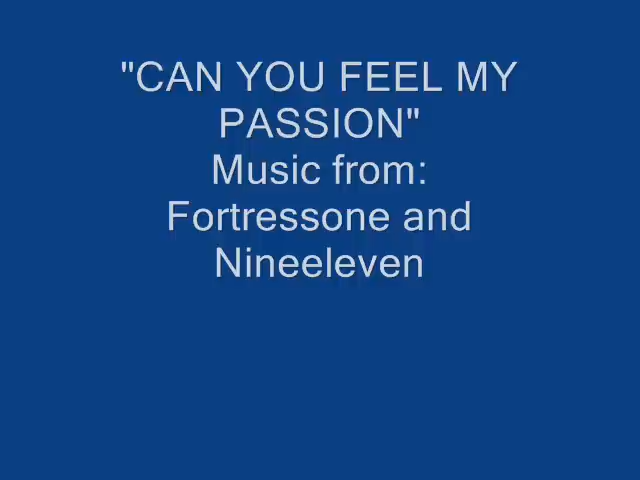 "CAN YOU FEEL MY
PASSION"
Music from:
Fortressone and
Nineeleven